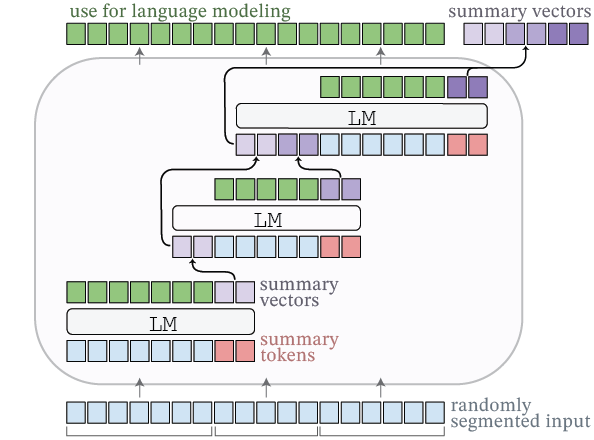 use for language modeling
summary vectors
LM
LM
summary
vectors
LM
summary
tokens
randomly
segmented input